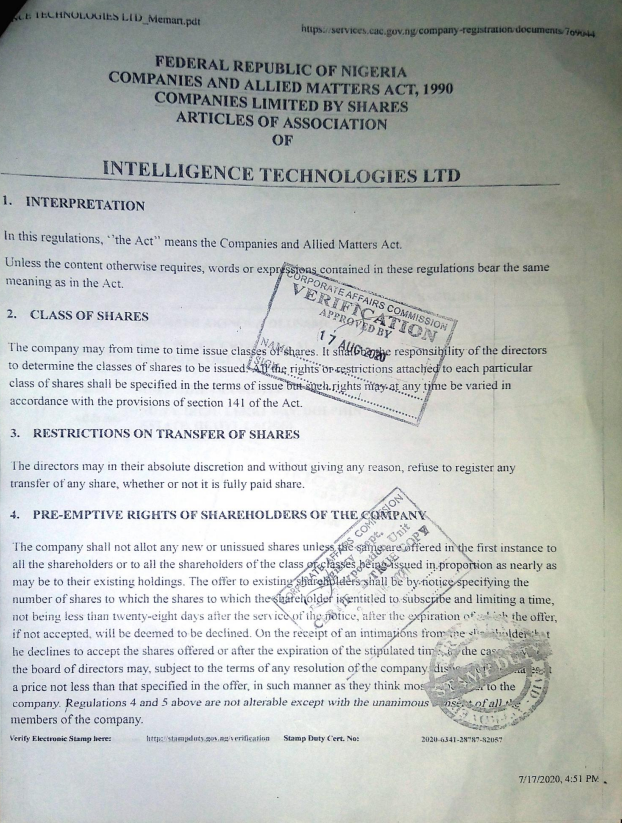 TECHNOLOGIES LTD_Meman.pdf
https://services.cac.gov.ng/company-registration/documents/769044
FEDERAL REPUBLIC OF NIGERIA
COMPANIES AND ALLIED MATTERS ACT, 1990
COMPANIES LIMITED BY SHARES
ARTICLES OF ASSOCIATION
OF
INTELLIGENCE TECHNOLOGIES LTD
1. INTERPRETATION
In this regulations, ''the Act" means the Companies and Allied Matters Act.
Unless the content otherwise requires, words or expressions contained in these regulations bear the same
meaning as in the Act.
CORPORATE AFFAIRS COMMISSION
VERIFICATION
APPROVED BY
17 AUG 2020
NAME
SIGN
2. CLASS OF SHARES
The company may from time to time issue classes of shares. It shall be the responsibility of the directors
to determine the classes of shares to be issued. All the rights or restrictions attached to each particular
class of shares shall be specified in the terms of issue but such rights may at any time be varied in
accordance with the provisions of section 141 of the Act.
3. RESTRICTIONS ON TRANSFER OF SHARES
The directors may in their absolute discretion and without giving any reason, refuse to register any
transfer of any share, whether or not it is fully paid share.
4. PRE-EMPTIVE RIGHTS OF SHAREHOLDERS OF THE COMPANY
The company shall not allot any new or unissued shares unless the same are offered in the first instance to
all the shareholders or to all the shareholders of the class or classes being issued in proportion as nearly as
may be to their existing holdings. The offer to existing shareholders shall be by notice specifying the
number of shares to which the shares to which the shareholder is entitled to subscribe and limiting a time,
not being less than twenty-eight days after the service of the notice, after the expiration of which the offer,
if not accepted, will be deemed to be declined. On the receipt of an intimations from the shareholder that
he declines to accept the shares offered or after the expiration of the stipulated time the case
the board of directors may, subject to the terms of any resolution of the company,
a price not less than that specified in the offer, in such manner as they think most to the
company. Regulations 4 and 5 above are not alterable except with the unanimous consent of all the
members of the company.
CORPORATE AFFAIRS COMMISSION
Unit
TRUE COPY
Verify Electronic Stamp here: http://stampduty.gov.ng/verification Stamp Duty Cert. No: 2020-6341-28787-82057
7/17/2020, 4:51 PM